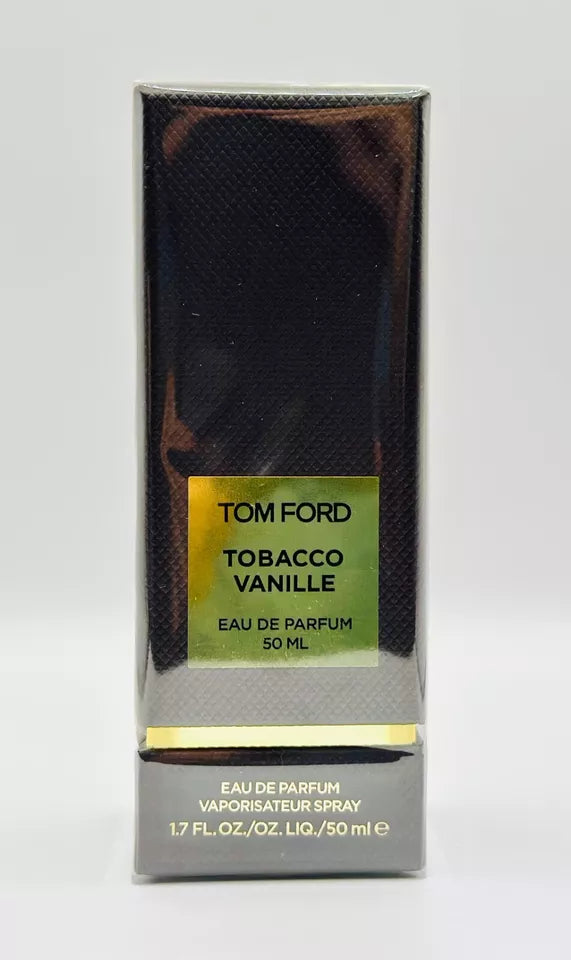 TOM FORD
TOBACCO
VANILLE
EAU DE PARFUM
50 ML
EAU DE PARFUM
VAPORISATEUR SPRAY
1.7 FL.OZ./OZ. LIQ./50 ml ℮